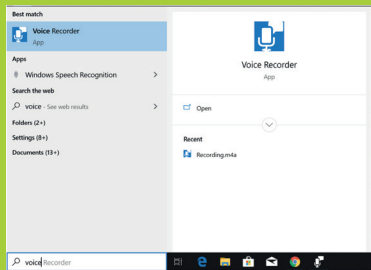 Best match
Voice Recorder
App
Apps
Windows Speech Recognition
Search the web
voice - See web results
Folders (2+)
Settings (8+)
Documents (13+)
Voice Recorder
App
Open
Recent
Recording.m4a
voice Recorder